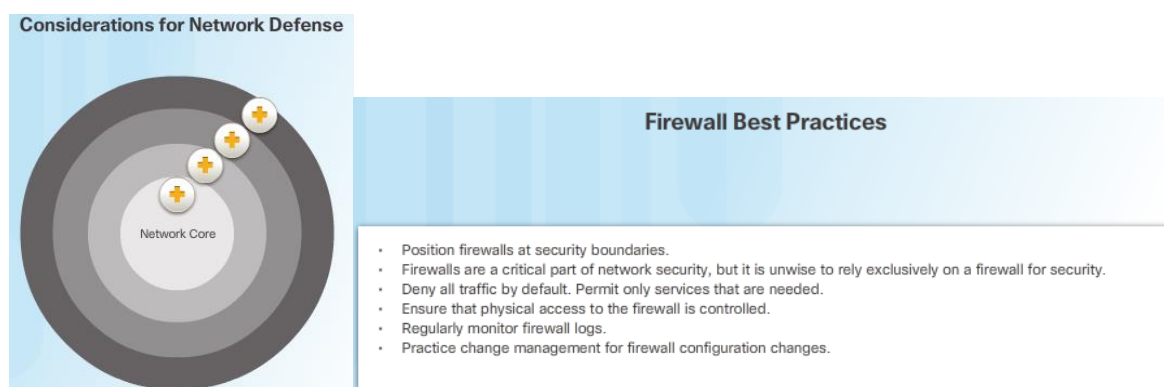 Considerations for Network Defense
Network Core
Firewall Best Practices
• Position firewalls at security boundaries.
• Firewalls are a critical part of network security, but it is unwise to rely exclusively on a firewall for security.
• Deny all traffic by default. Permit only services that are needed.
• Ensure that physical access to the firewall is controlled.
• Regularly monitor firewall logs.
• Practice change management for firewall configuration changes.